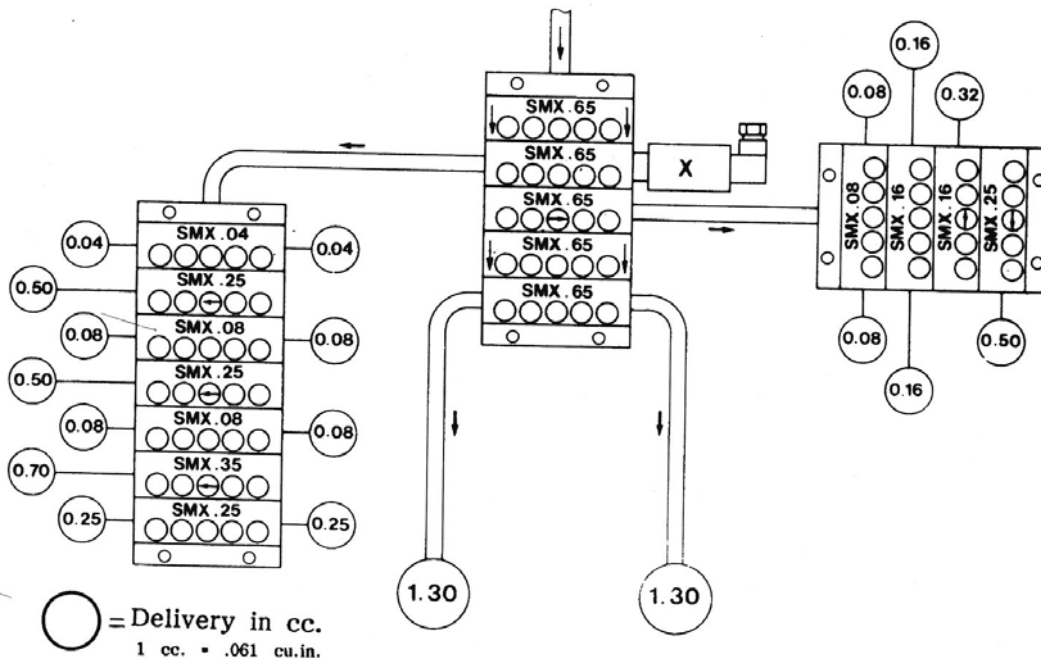 0.16
0.08
0.32
SMX.65
SMX.65
X
SMX.65
SMX.65
SMX.65
SMX.08
SMX.16
SMX.16
SMX.25
0.08
0.50
0.16
0.04
SMX.04
0.04
0.50
SMX.25
0.08
SMX.08
0.08
0.50
SMX.25
0.08
SMX.08
0.08
0.70
SMX.35
0.25
SMX.25
0.25
1.30
1.30
= Delivery in cc.
1 cc. = .061 cu.in.